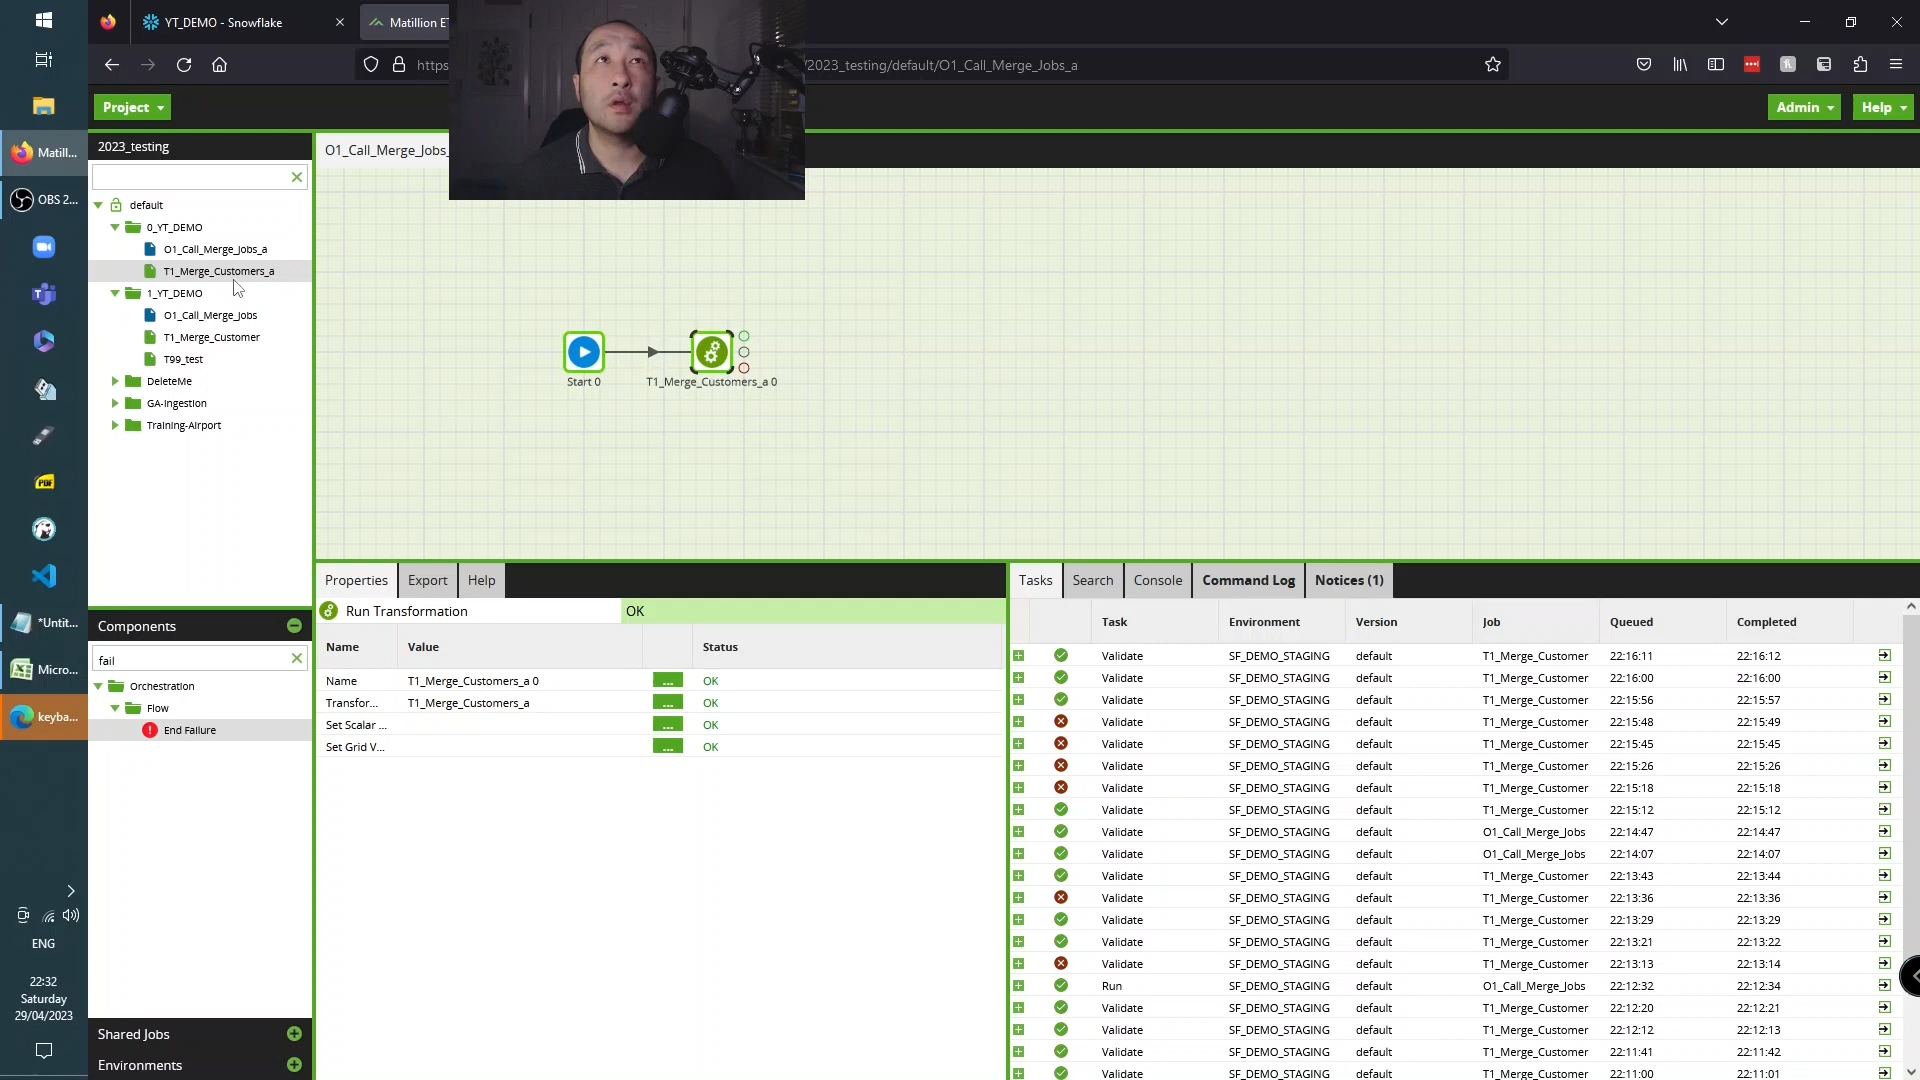 YT_DEMO - Snowflake
Matillion ET
https
/2023_testing/default/O1_Call_Merge_Jobs_a
Project
Admin
Help
2023_testing
default
0_YT_DEMO
O1_Call_Merge_Jobs_a
T1_Merge_Customers_a
1_YT_DEMO
O1_Call_Merge_Jobs
T1_Merge_Customer
T99_test
DeleteMe
GA-Ingestion
Training-Airport
O1_Call_Merge_Jobs_
Start 0
T1_Merge_Customers_a 0
Matill...
OBS 2...
PDF
*Untit...
Micro...
keyba...
ENG
22:32
Saturday
29/04/2023
Components
fail
Orchestration
Flow
End Failure
Shared Jobs
Environments
Properties Export Help
Run Transformation OK
Name Value Status
Name T1_Merge_Customers_a 0 ... OK
Transfor... T1_Merge_Customers_a ... OK
Set Scalar ... ... OK
Set Grid V... ... OK
Tasks Search Console Command Log Notices (1)
Task Environment Version Job Queued Completed
Validate SF_DEMO_STAGING default T1_Merge_Customer 22:16:11 22:16:12
Validate SF_DEMO_STAGING default T1_Merge_Customer 22:16:00 22:16:00
Validate SF_DEMO_STAGING default T1_Merge_Customer 22:15:56 22:15:57
Validate SF_DEMO_STAGING default T1_Merge_Customer 22:15:48 22:15:49
Validate SF_DEMO_STAGING default T1_Merge_Customer 22:15:45 22:15:45
Validate SF_DEMO_STAGING default T1_Merge_Customer 22:15:26 22:15:26
Validate SF_DEMO_STAGING default T1_Merge_Customer 22:15:18 22:15:18
Validate SF_DEMO_STAGING default T1_Merge_Customer 22:15:12 22:15:12
Validate SF_DEMO_STAGING default O1_Call_Merge_Jobs 22:14:47 22:14:47
Validate SF_DEMO_STAGING default O1_Call_Merge_Jobs 22:14:07 22:14:07
Validate SF_DEMO_STAGING default T1_Merge_Customer 22:13:43 22:13:44
Validate SF_DEMO_STAGING default T1_Merge_Customer 22:13:36 22:13:36
Validate SF_DEMO_STAGING default T1_Merge_Customer 22:13:29 22:13:29
Validate SF_DEMO_STAGING default T1_Merge_Customer 22:13:21 22:13:22
Validate SF_DEMO_STAGING default T1_Merge_Customer 22:13:13 22:13:14
Run SF_DEMO_STAGING default O1_Call_Merge_Jobs 22:12:32 22:12:34
Validate SF_DEMO_STAGING default T1_Merge_Customer 22:12:20 22:12:21
Validate SF_DEMO_STAGING default T1_Merge_Customer 22:12:12 22:12:13
Validate SF_DEMO_STAGING default T1_Merge_Customer 22:11:41 22:11:42
Validate SF_DEMO_STAGING default T1_Merge_Customer 22:11:00 22:11:01